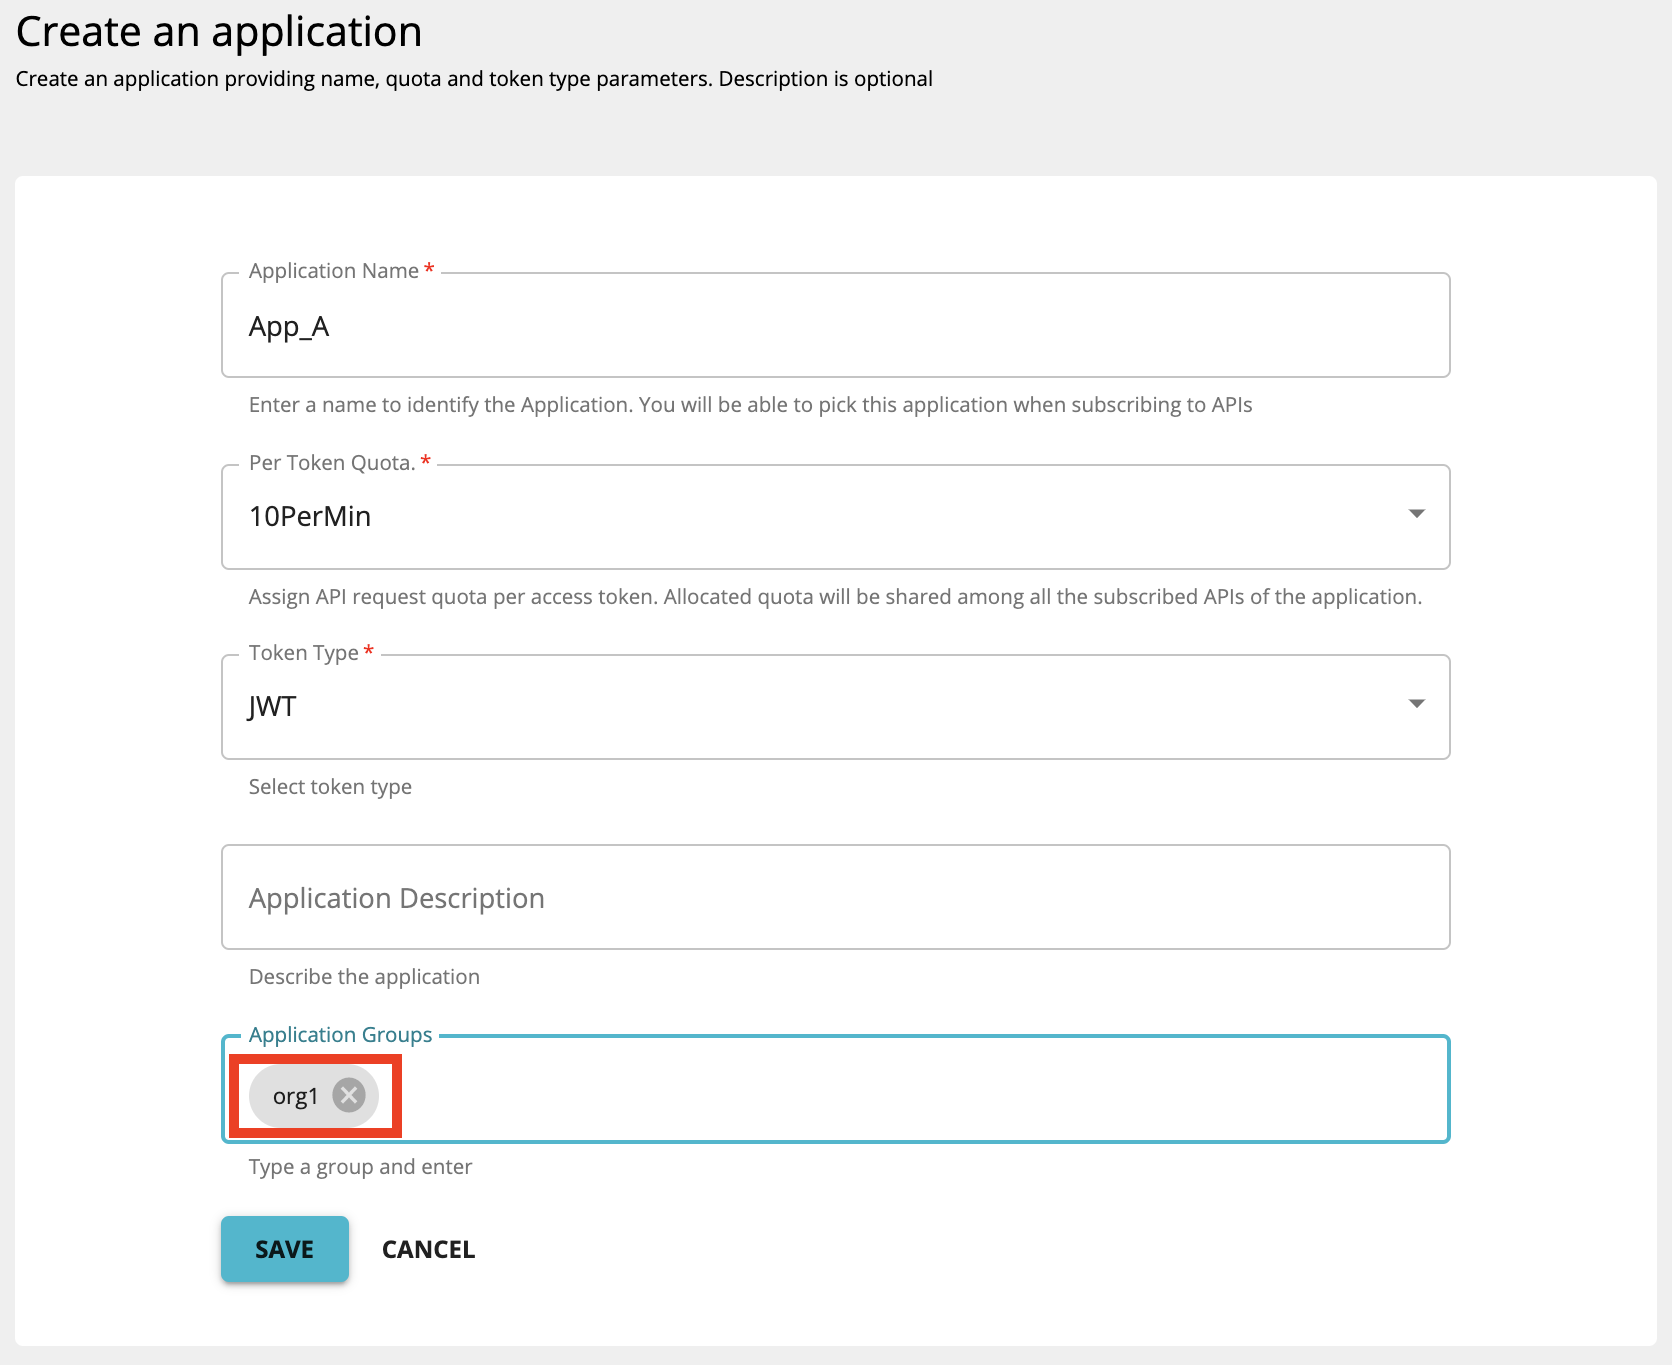 Create an application
Create an application providing name, quota and token type parameters. Description is optional
Application Name *
App_A
Enter a name to identify the Application. You will be able to pick this application when subscribing to APIs
Per Token Quota. *
10PerMin
Assign API request quota per access token. Allocated quota will be shared among all the subscribed APIs of the application.
Token Type *
JWT
Select token type
Application Description
Describe the application
Application Groups
org1
Type a group and enter
SAVE CANCEL